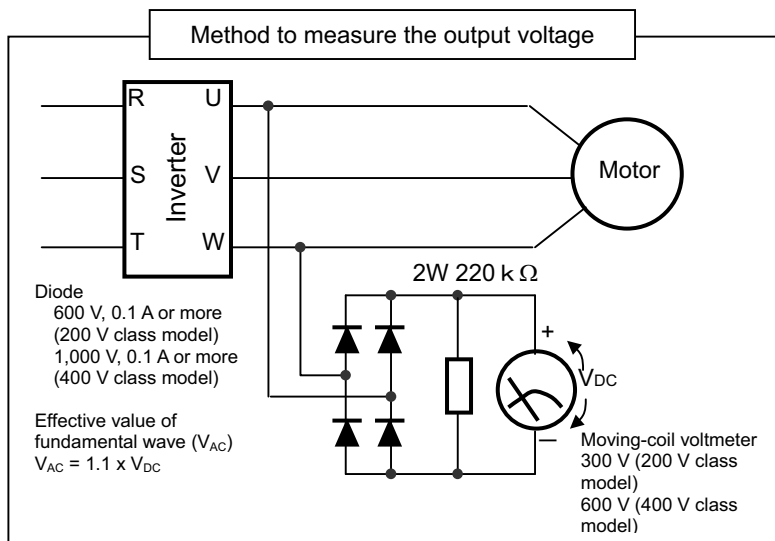 Method to measure the output voltage
R
U
S
V
T
W
Inverter
Motor
2W 220 k Ω
Diode
600 V, 0.1 A or more
(200 V class model)
1,000 V, 0.1 A or more
(400 V class model)
Effective value of
fundamental wave (VAC)
VAC = 1.1 x VDC
+
VDC
—
Moving-coil voltmeter
300 V (200 V class
model)
600 V (400 V class
model)